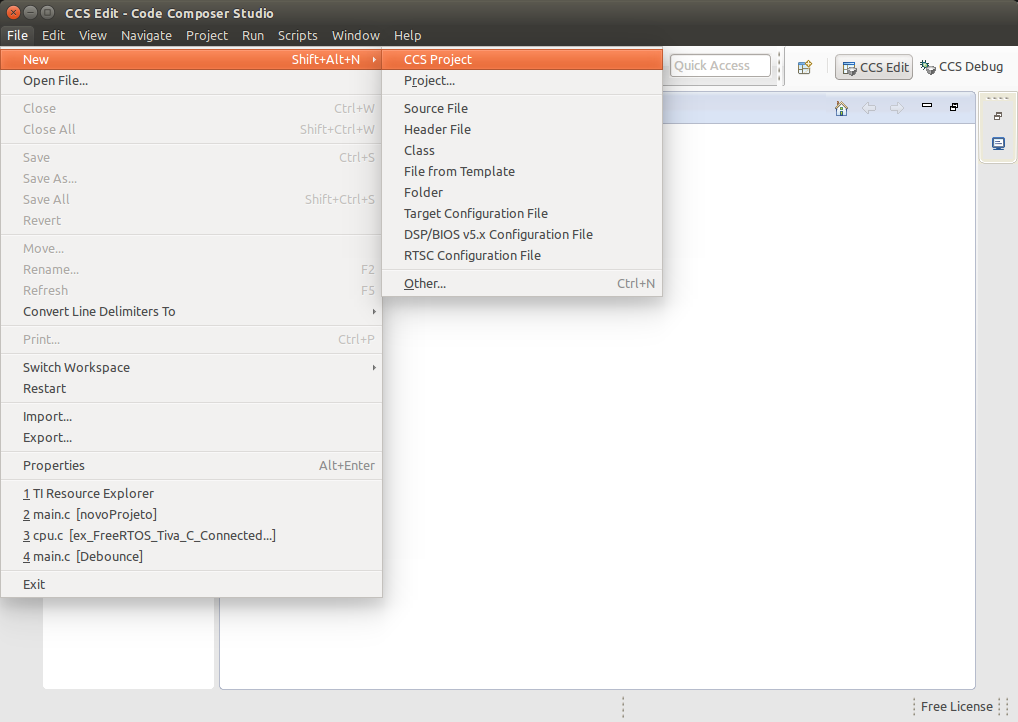 CCS Edit - Code Composer Studio
File Edit View Navigate Project Run Scripts Window Help
New Shift+Alt+N
Open File...
Close Ctrl+W
Close All Shift+Ctrl+W
Save Ctrl+S
Save As...
Save All Shift+Ctrl+S
Revert
Move...
Rename... F2
Refresh F5
Convert Line Delimiters To
Print... Ctrl+P
Switch Workspace
Restart
Import...
Export...
Properties Alt+Enter
1 TI Resource Explorer
2 main.c [novoProjeto]
3 cpu.c [ex_FreeRTOS_Tiva_C_Connected...]
4 main.c [Debounce]
Exit
CCS Project
Project...
Source File
Header File
Class
File from Template
Folder
Target Configuration File
DSP/BIOS v5.x Configuration File
RTSC Configuration File
Other... Ctrl+N
Quick Access
CCS Edit
CCS Debug
Free License